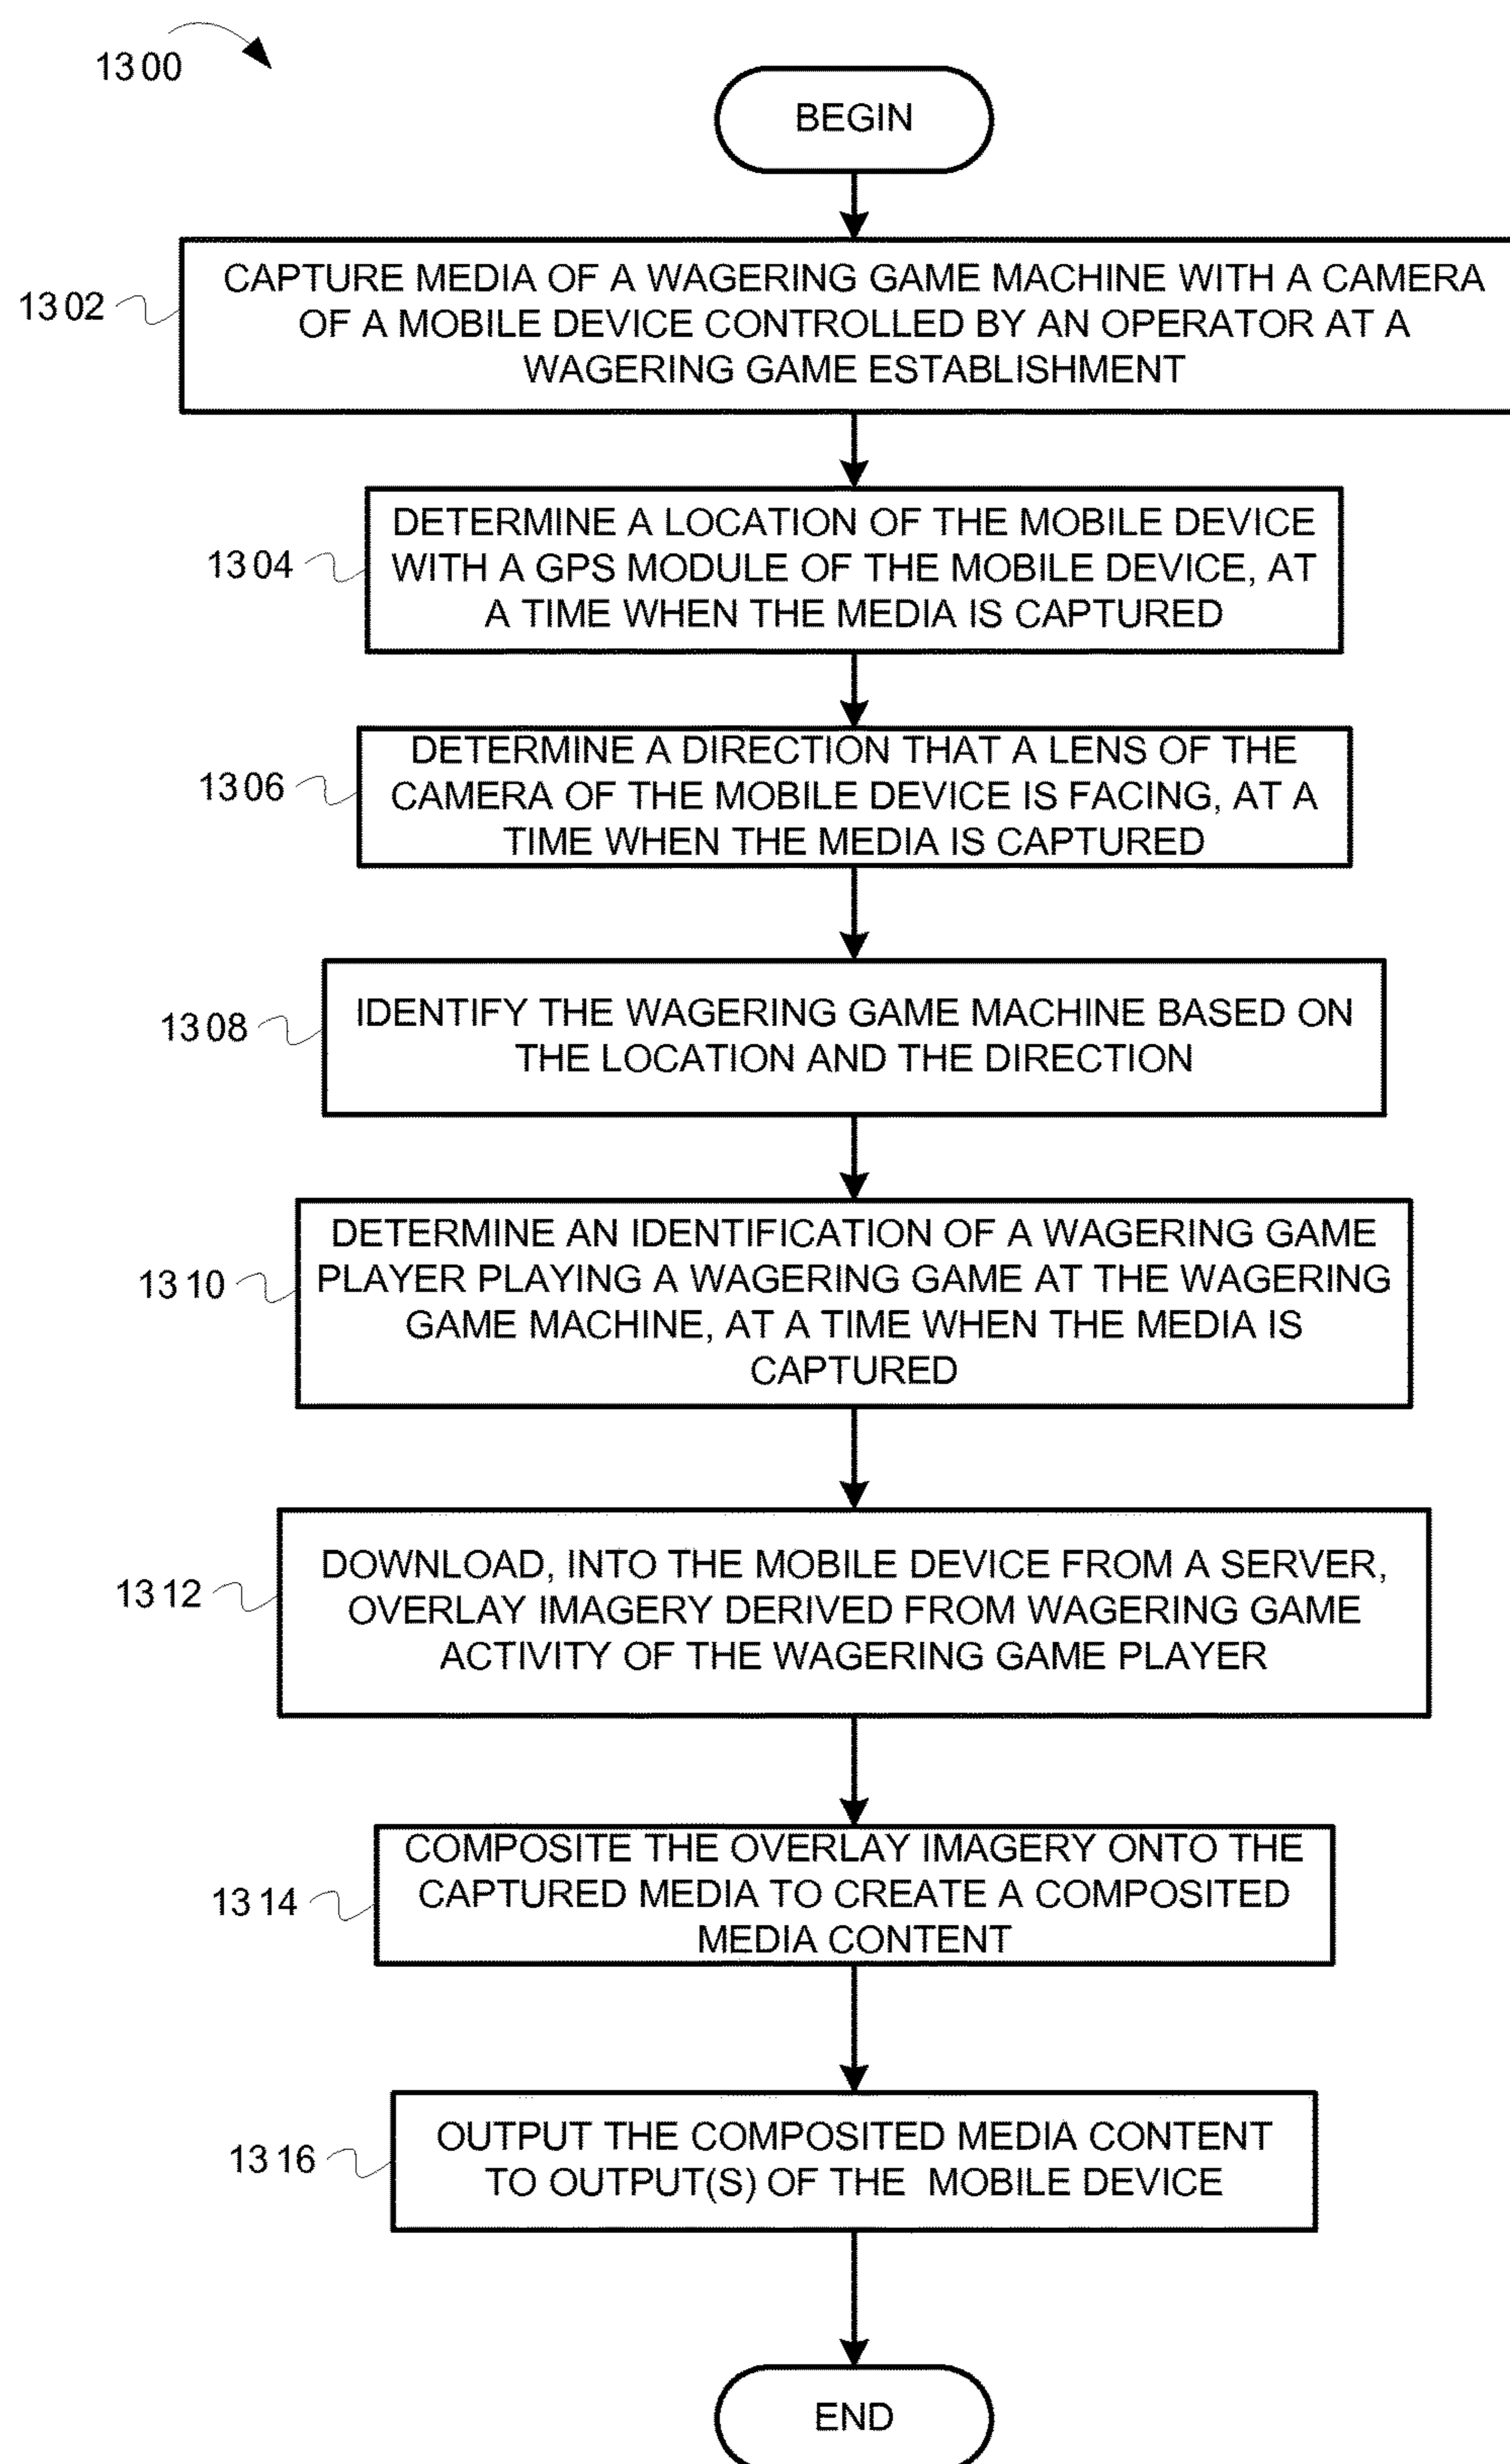 1300
BEGIN
1302
CAPTURE MEDIA OF A WAGERING GAME MACHINE WITH A CAMERA
OF A MOBILE DEVICE CONTROLLED BY AN OPERATOR AT A
WAGERING GAME ESTABLISHMENT
1304
DETERMINE A LOCATION OF THE MOBILE DEVICE
WITH A GPS MODULE OF THE MOBILE DEVICE, AT
A TIME WHEN THE MEDIA IS CAPTURED
1306
DETERMINE A DIRECTION THAT A LENS OF THE
CAMERA OF THE MOBILE DEVICE IS FACING, AT A
TIME WHEN THE MEDIA IS CAPTURED
1308
IDENTIFY THE WAGERING GAME MACHINE BASED ON
THE LOCATION AND THE DIRECTION
1310
DETERMINE AN IDENTIFICATION OF A WAGERING GAME
PLAYER PLAYING A WAGERING GAME AT THE WAGERING
GAME MACHINE, AT A TIME WHEN THE MEDIA IS
CAPTURED
1312
DOWNLOAD, INTO THE MOBILE DEVICE FROM A SERVER,
OVERLAY IMAGERY DERIVED FROM WAGERING GAME
ACTIVITY OF THE WAGERING GAME PLAYER
1314
COMPOSITE THE OVERLAY IMAGERY ONTO THE
CAPTURED MEDIA TO CREATE A COMPOSITED
MEDIA CONTENT
1316
OUTPUT THE COMPOSITED MEDIA CONTENT
TO OUTPUT(S) OF THE MOBILE DEVICE
END